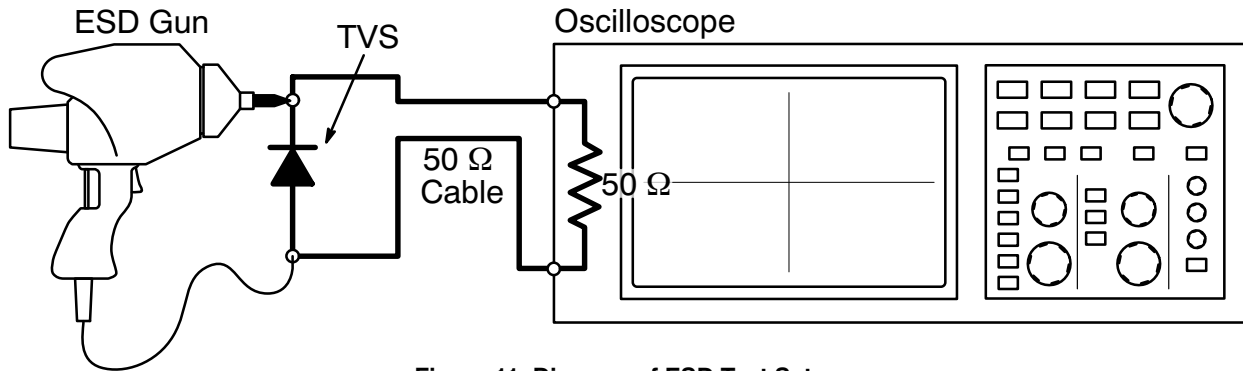 ESD Gun
TVS
Oscilloscope
50 Ω
Cable
50 Ω